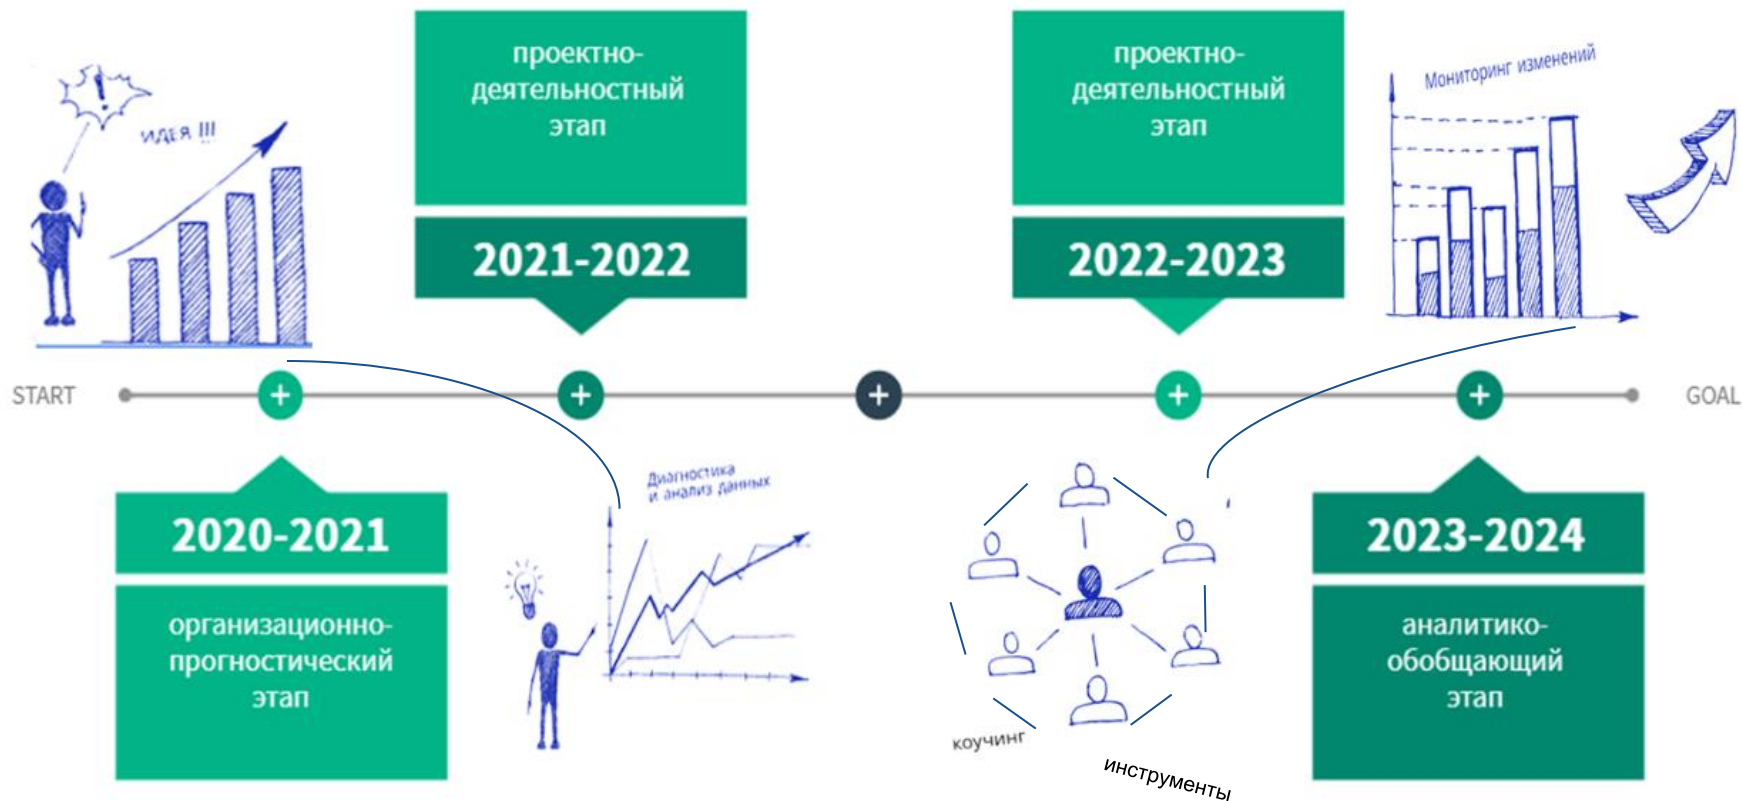 ИДЕЯ !!!
проектно-
деятельностный
этап
2021-2022
проектно-
деятельностный
этап
2022-2023
Мониторинг изменений
START
GOAL
2020-2021
организационно-
прогностический
этап
Диагностика
и анализ данных
коучинг
инструменты
2023-2024
аналитико-
обобщающий
этап